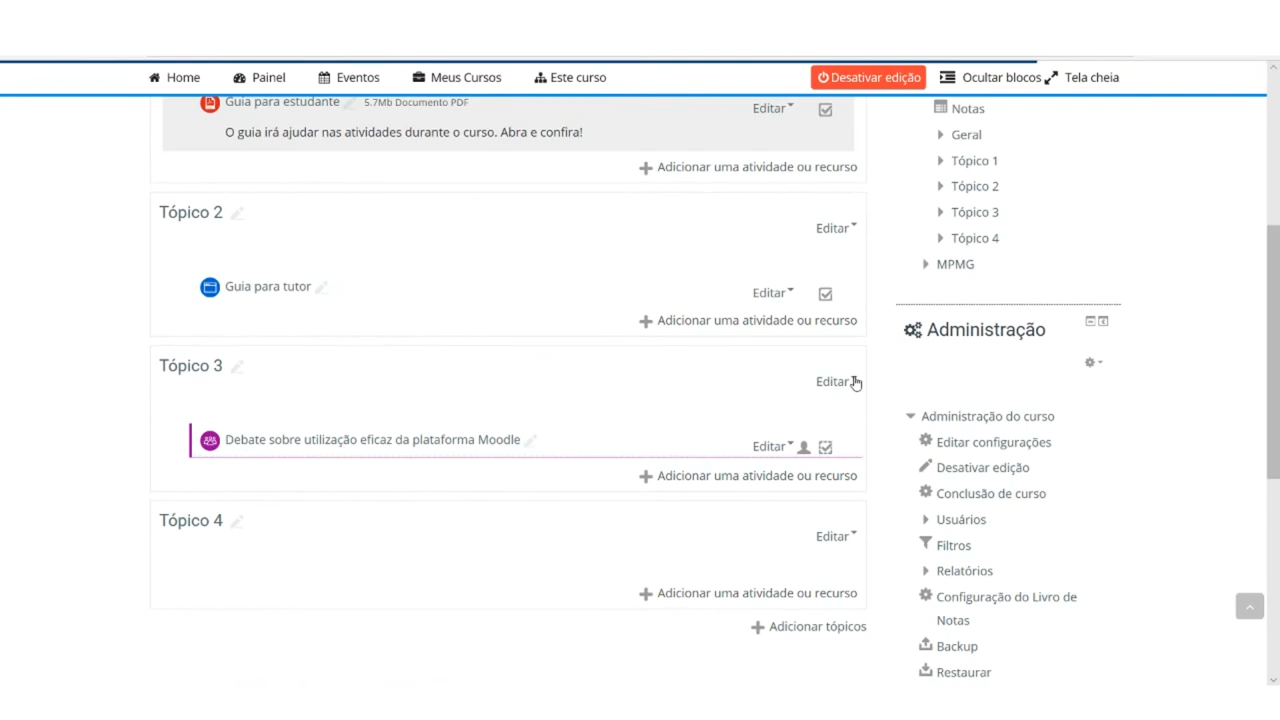 Home Painel Eventos Meus Cursos Este curso Desativar edição Ocultar blocos Tela cheia
Guia para estudante 5.7Mb Documento PDF Editar
O guia irá ajudar nas atividades durante o curso. Abra e confira!
Adicionar uma atividade ou recurso
Tópico 2
Editar
Guia para tutor
Editar
Adicionar uma atividade ou recurso
Tópico 3
Editar
Debate sobre utilização eficaz da plataforma Moodle
Editar
Adicionar uma atividade ou recurso
Tópico 4
Editar
Adicionar uma atividade ou recurso
Adicionar tópicos
Notas
Geral
Tópico 1
Tópico 2
Tópico 3
Tópico 4
MPMG
Administração
Administração do curso
Editar configurações
Desativar edição
Conclusão de curso
Usuários
Filtros
Relatórios
Configuração do Livro de
Notas
Backup
Restaurar